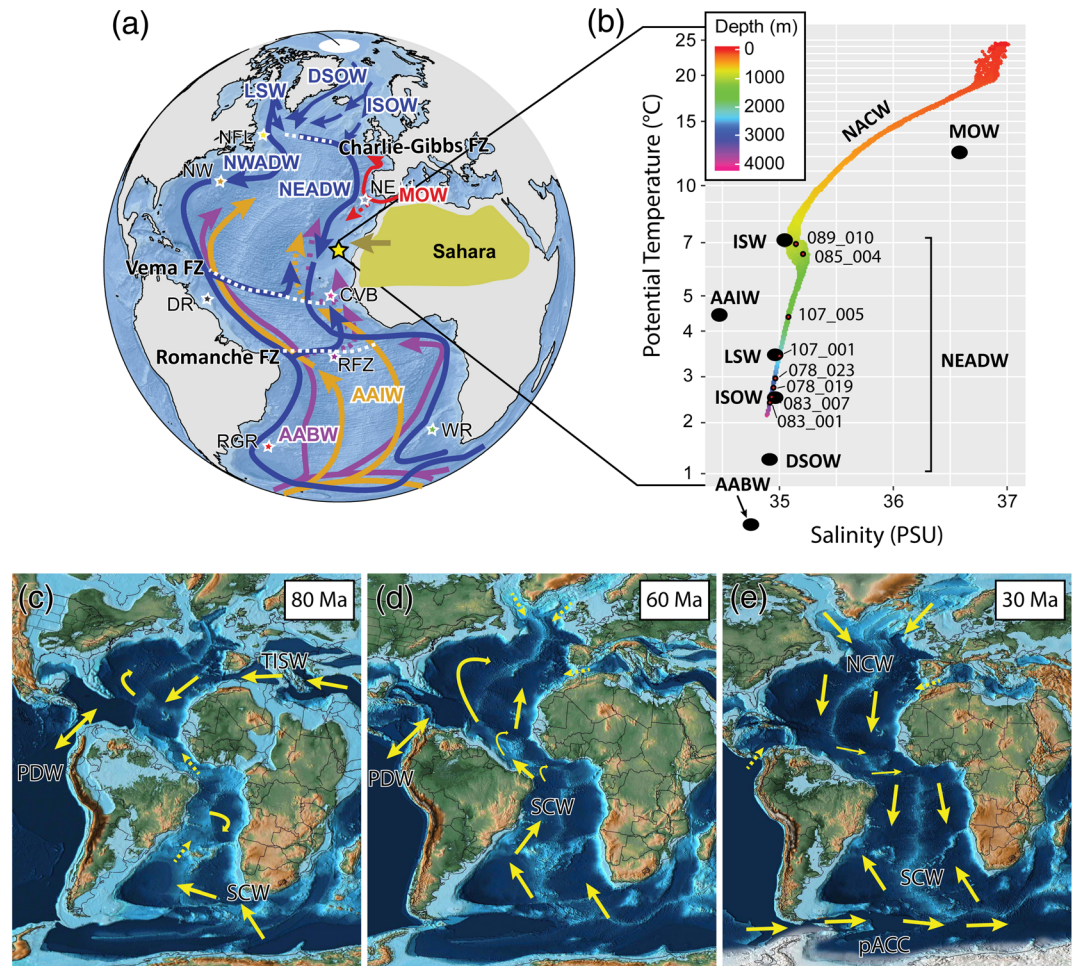 (a)
DSOW
LSW
ISOW
NFL
Charlie-Gibbs FZ
NWADW
NW
NEADW
NE
MOW
Sahara
Vema FZ
CVB
DR
Romanche FZ
RFZ
AAIW
AABW
WR
RGR
(b)
Depth (m)
0
1000
2000
3000
4000
Potential Temperature (°C)
25
20
15
10
7
5
4
3
2
1
NACW
MOW
ISW
089_010
085_004
AAIW
107_005
LSW
107_001
078_023
078_019
ISOW
083_007
083_001
NEADW
DSOW
AABW
35
36
37
Salinity (PSU)
(c)
80 Ma
TISW
PDW
SCW
(d)
60 Ma
PDW
SCW
(e)
30 Ma
NCW
SCW
pACC